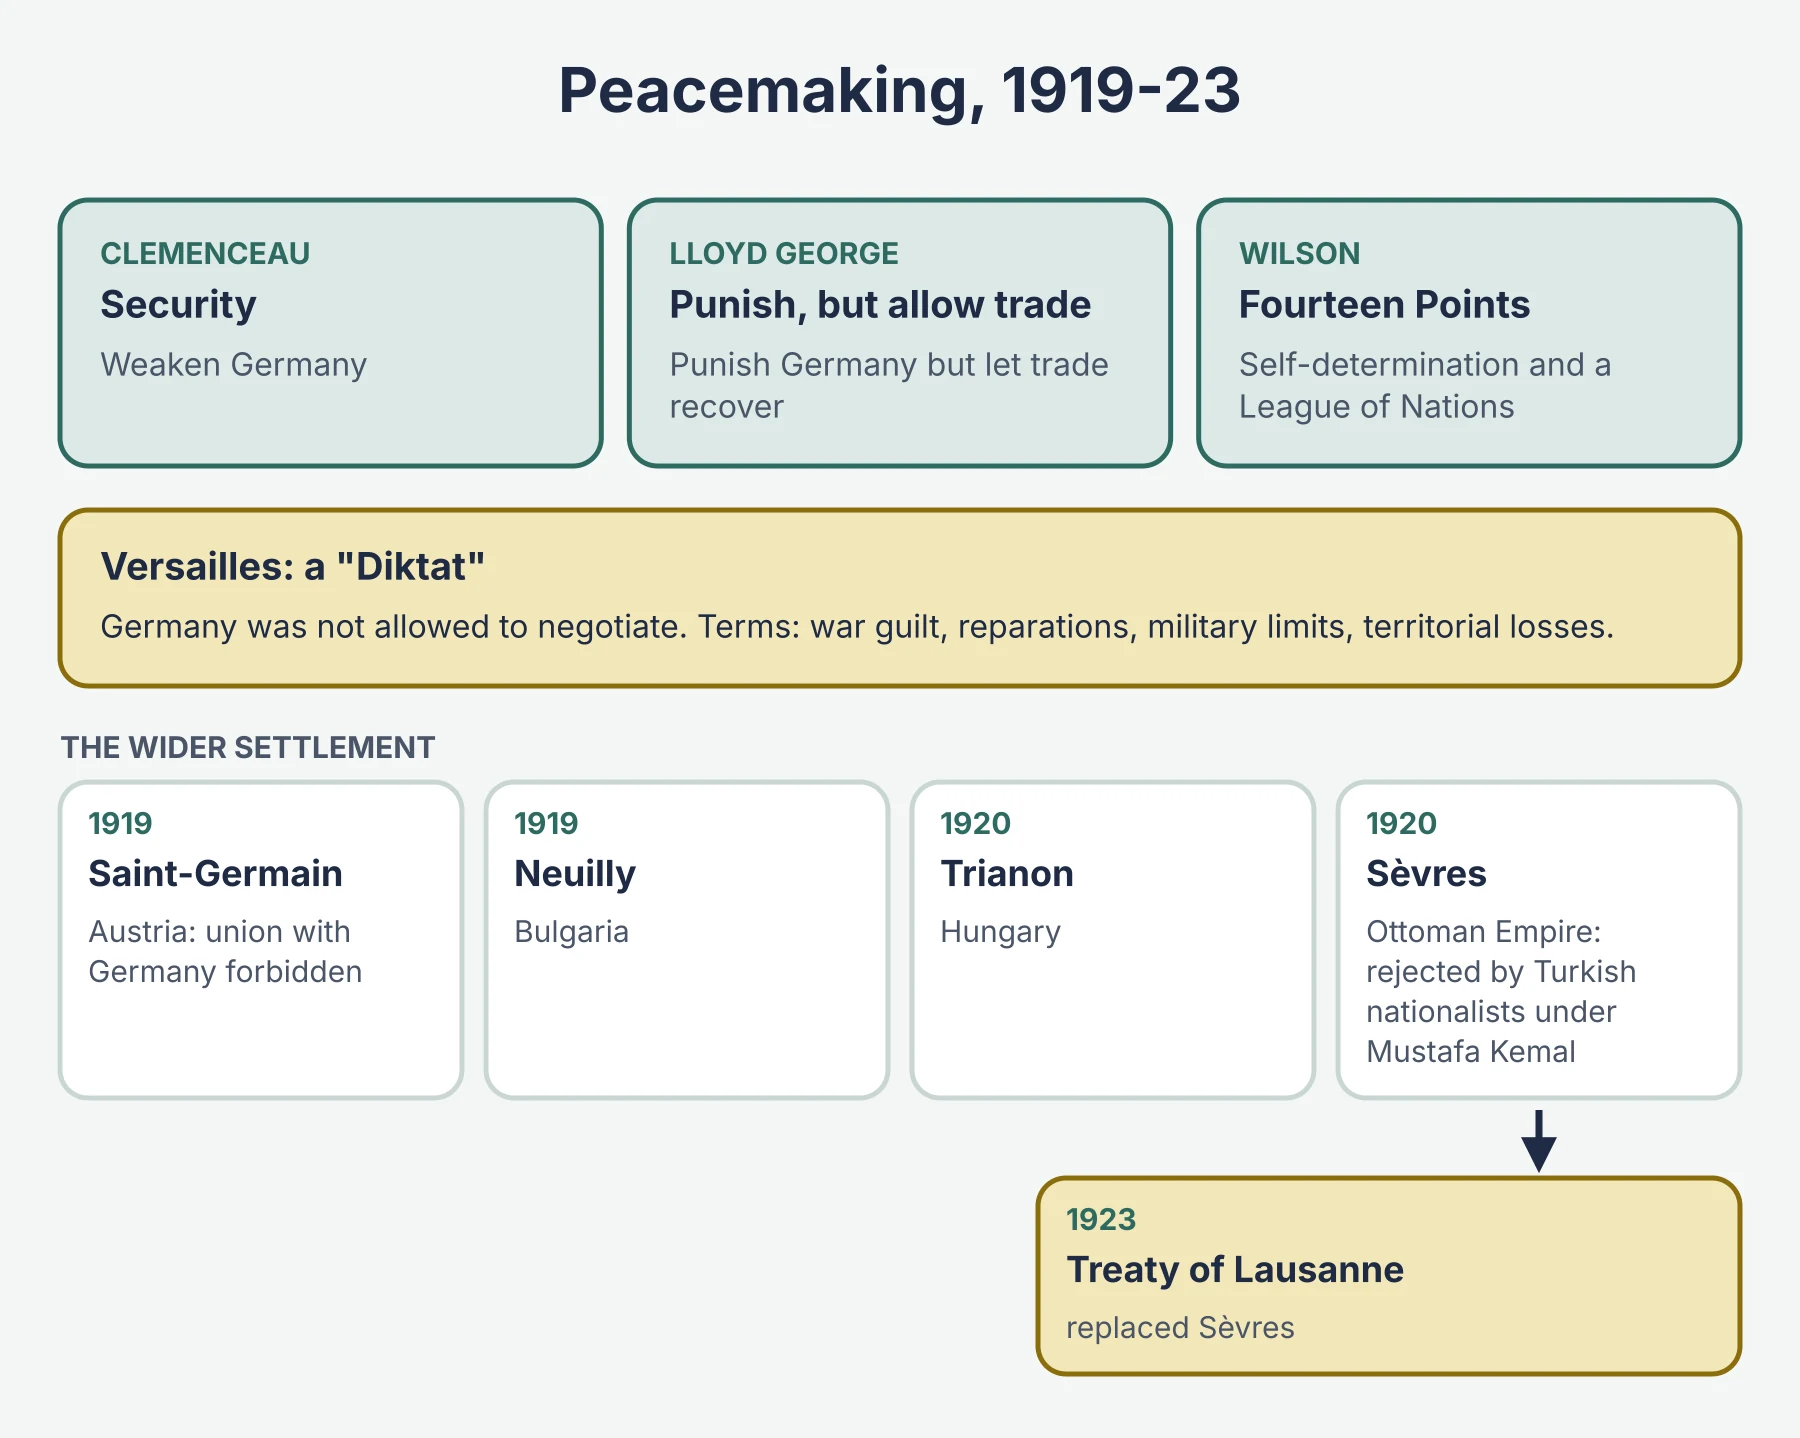 Peacemaking, 1919-23
CLEMENCEAU
Security
Weaken Germany
LLOYD GEORGE
Punish, but allow trade
Punish Germany but let trade
recover
WILSON
Fourteen Points
Self-determination and a
League of Nations
Versailles: a "Diktat"
Germany was not allowed to negotiate. Terms: war guilt, reparations, military limits, territorial losses.
THE WIDER SETTLEMENT
1919
Saint-Germain
Austria: union with
Germany forbidden
1919
Neuilly
Bulgaria
1920
Trianon
Hungary
1920
Sèvres
Ottoman Empire:
rejected by Turkish
nationalists under
Mustafa Kemal
1923
Treaty of Lausanne
replaced Sèvres